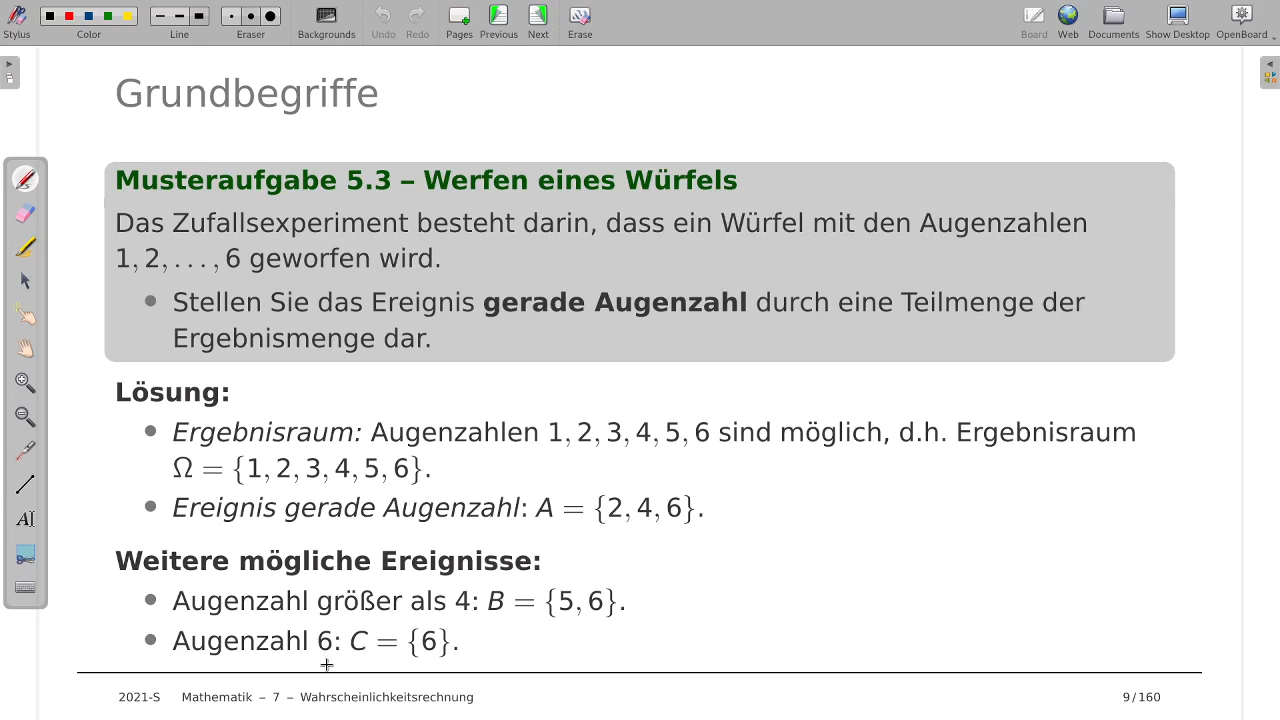 Stylus Color Line Eraser Backgrounds Undo Redo Pages Previous Next Erase Board Web Documents Show Desktop OpenBoard
Grundbegriffe
Musteraufgabe 5.3 – Werfen eines Würfels
Das Zufallsexperiment besteht darin, dass ein Würfel mit den Augenzahlen
1, 2, . . . , 6 geworfen wird.
• Stellen Sie das Ereignis gerade Augenzahl durch eine Teilmenge der
Ergebnismenge dar.
Lösung:
• Ergebnisraum: Augenzahlen 1, 2, 3, 4, 5, 6 sind möglich, d.h. Ergebnisraum
Ω = {1, 2, 3, 4, 5, 6}.
• Ereignis gerade Augenzahl: A = {2, 4, 6}.
Weitere mögliche Ereignisse:
• Augenzahl größer als 4: B = {5, 6}.
• Augenzahl 6: C = {6}.
2021-S Mathematik – 7 – Wahrscheinlichkeitsrechnung 9/160